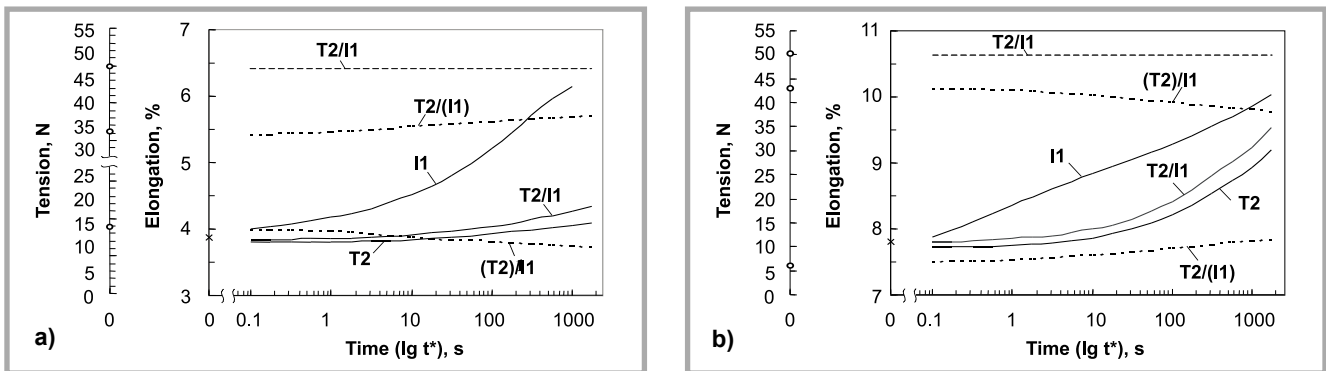 Tension, N
55
50
45
40
35
30
25
20
15
10
5
0
0
Elongation, %
7
6
5
4
3
T2/I1
T2/(I1)
I1
T2/I1
T2
(T2)/I1
0 0.1 1 10 100 1000
Time (lg t*), s
a)
Tension, N
55
50
45
40
35
30
25
20
15
10
5
0
0
Elongation, %
11
10
9
8
7
T2/I1
(T2)/I1
I1
T2/I1
T2
T2/(I1)
0 0.1 1 10 100 1000
Time (lg t*), s
b)